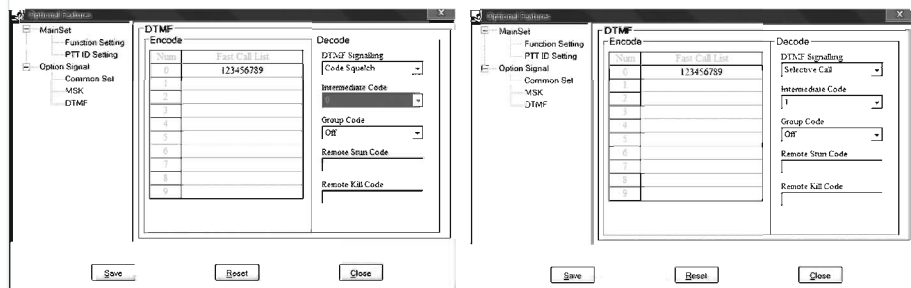 Optional Features
MainSet
Function Setting
PTT ID Setting
Option Signal
Common Set
MSK
DTMF
DTMF
Encode
Num Fast Call List
0 123456789
1
2
3
4
5
6
7
8
9
Decode
DTMF Signalling
Code Squelch
Intermediate Code
0
Group Code
Off
Remote Stun Code
Remote Kill Code
Save Reset Close
Optional Features
MainSet
Function Setting
PTT ID Setting
Option Signal
Common Set
MSK
DTMF
DTMF
Encode
Num Fast Call List
0 123456789
1
2
3
4
5
6
7
8
9
Decode
DTMF Signalling
Selective Call
Intermediate Code
1
Group Code
Off
Remote Stun Code
Remote Kill Code
Save Reset Close